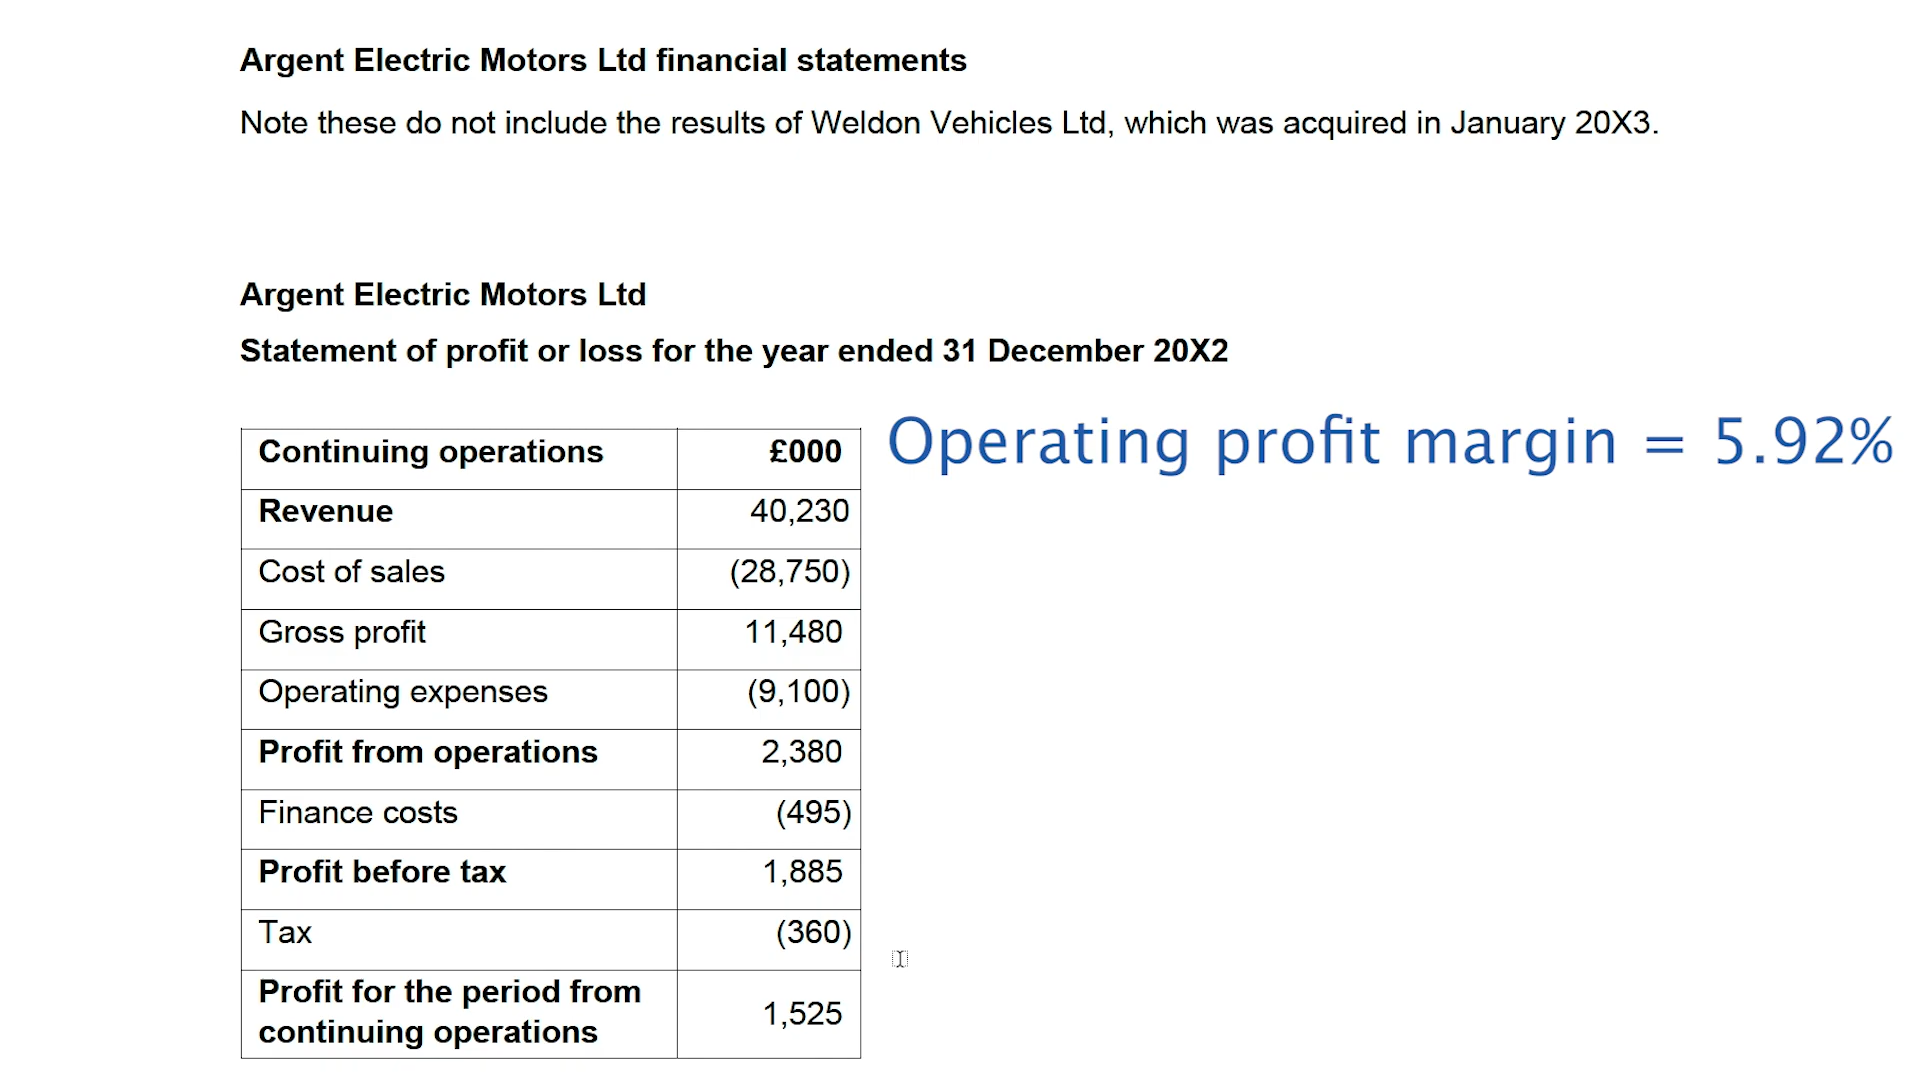 Argent Electric Motors Ltd financial statements
Note these do not include the results of Weldon Vehicles Ltd, which was acquired in January 20X3.
Argent Electric Motors Ltd
Statement of profit or loss for the year ended 31 December 20X2
Operating profit margin = 5.92%
Continuing operations £000
Revenue 40,230
Cost of sales (28,750)
Gross profit 11,480
Operating expenses (9,100)
Profit from operations 2,380
Finance costs (495)
Profit before tax 1,885
Tax (360)
Profit for the period from
continuing operations 1,525